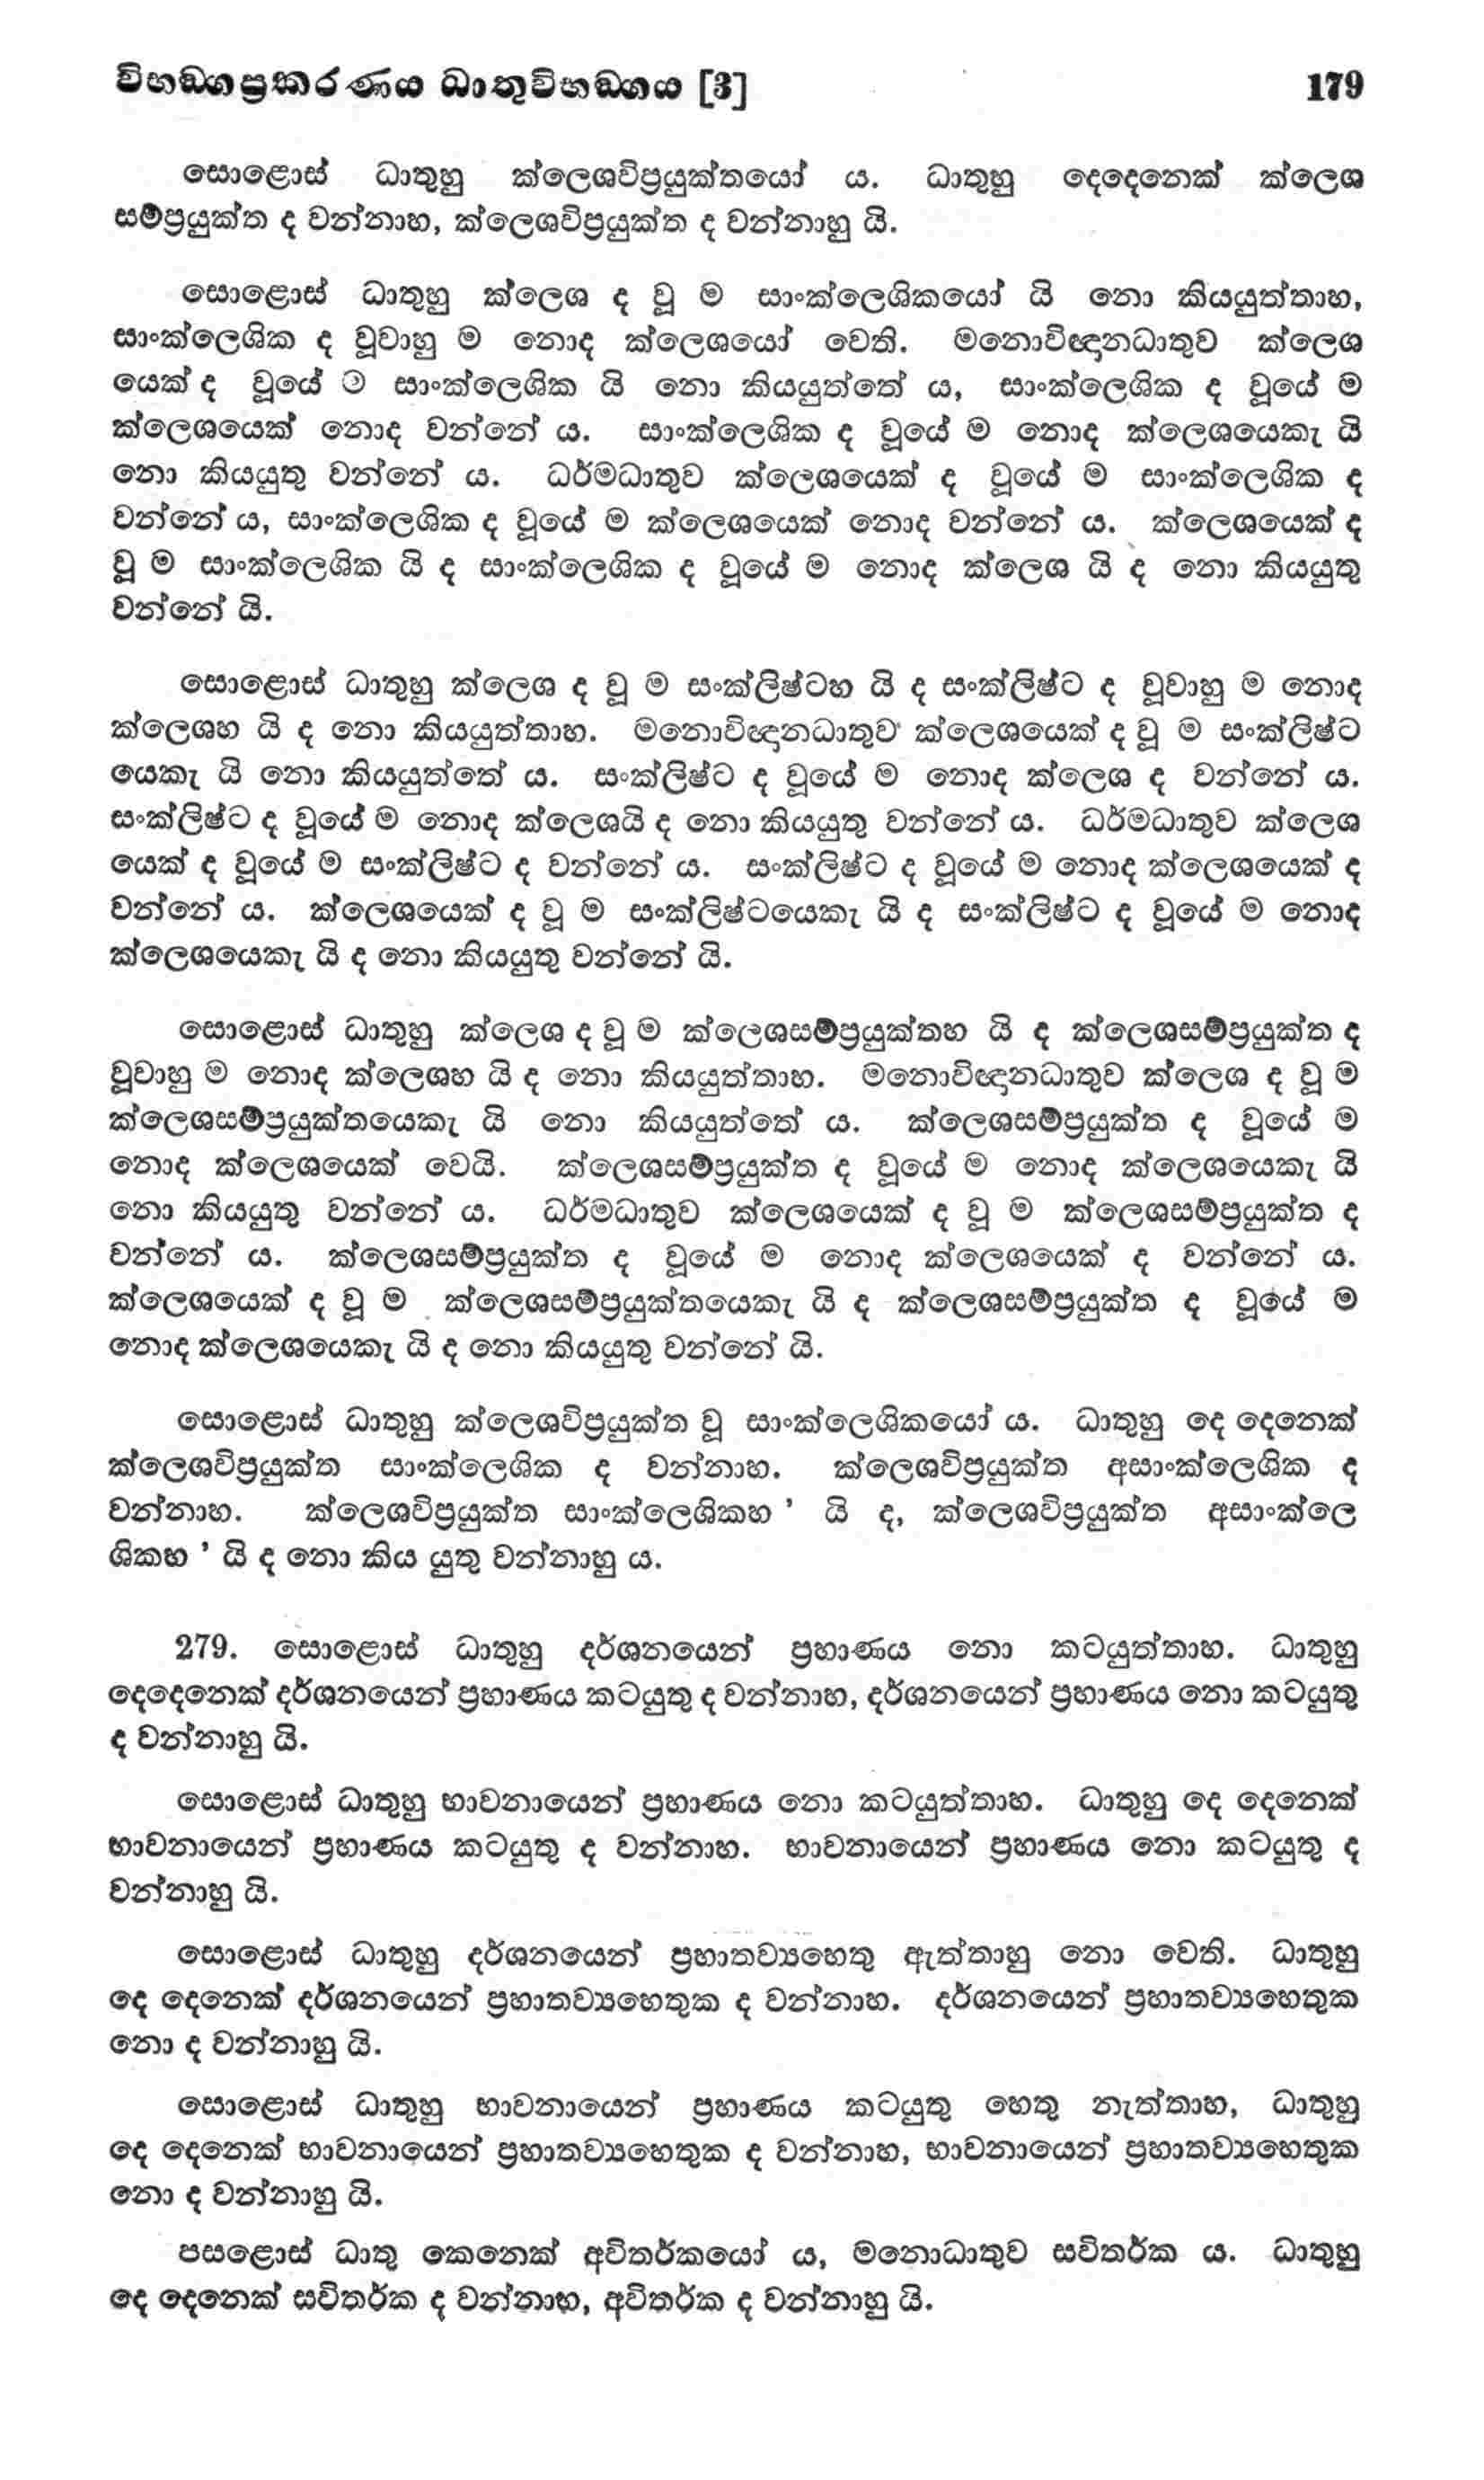 විභඞ්ගප්‍රකරණය ධාතුවිභඞ්ගය [3] 179
සොළොස් ධාතුහු ක්ලෙශවිප්‍රයුක්තයෝ ය. ධාතුහු දෙදෙනෙක් ක්ලෙශ
සම්ප්‍රයුක්ත ද වන්නාහ, ක්ලෙශවිප්‍රයුක්ත ද වන්නාහු යි.
සොළොස් ධාතුහු ක්ලෙශ ද වූ ම සාංක්ලෙශිකයෝ යි නො කියයුත්තාහ,
සාංක්ලෙශික ද වූවාහු ම නොද ක්ලෙශයෝ වෙති. මනොවිඥානධාතුව ක්ලෙශ
යෙක් ද වූයේ ම සාංක්ලෙශික යි නො කියයුත්තේ ය, සාංක්ලෙශික ද වූයේ ම
ක්ලෙශයෙක් නොද වන්නේ ය. සාංක්ලෙශික ද වූයේ ම නොද ක්ලෙශයෙකැ යි
නො කියයුතු වන්නේ ය. ධර්මධාතුව ක්ලෙශයෙක් ද වූයේ ම සාංක්ලෙශික ද
වන්නේ ය, සාංක්ලෙශික ද වූයේ ම ක්ලෙශයෙක් නොද වන්නේ ය. ක්ලෙශයෙක් ද
වූ ම සාංක්ලෙශික යි ද සාංක්ලෙශික ද වූයේ ම නොද ක්ලෙශ යි ද නො කියයුතු
වන්නේ යි.
සොළොස් ධාතුහු ක්ලෙශ ද වූ ම සංක්ලිෂ්ටහ යි ද සංක්ලිෂ්ට ද වූවාහු ම නොද
ක්ලෙශහ යි ද නො කියයුත්තාහ. මනොවිඥානධාතුව ක්ලෙශයෙක් ද වූ ම සංක්ලිෂ්ට
යෙකැ යි නො කියයුත්තේ ය. සංක්ලිෂ්ට ද වූයේ ම නොද ක්ලෙශ ද වන්නේ ය.
සංක්ලිෂ්ට ද වූයේ ම නොද ක්ලෙශයි ද නො කියයුතු වන්නේ ය. ධර්මධාතුව ක්ලෙශ
යෙක් ද වූයේ ම සංක්ලිෂ්ට ද වන්නේ ය. සංක්ලිෂ්ට ද වූයේ ම නොද ක්ලෙශයෙක් ද
වන්නේ ය. ක්ලෙශයෙක් ද වූ ම සංක්ලිෂ්ටයෙකැ යි ද සංක්ලිෂ්ට ද වූයේ ම නොද
ක්ලෙශයෙකැ යි ද නො කියයුතු වන්නේ යි.
සොළොස් ධාතුහු ක්ලෙශ ද වූ ම ක්ලෙශසම්ප්‍රයුක්තහ යි ද ක්ලෙශසම්ප්‍රයුක්ත ද
වූවාහු ම නොද ක්ලෙශහ යි ද නො කියයුත්තාහ. මනොවිඥානධාතුව ක්ලෙශ ද වූ ම
ක්ලෙශසම්ප්‍රයුක්තයෙකැ යි නො කියයුත්තේ ය. ක්ලෙශසම්ප්‍රයුක්ත ද වූයේ ම
නොද ක්ලෙශයෙක් වෙයි. ක්ලෙශසම්ප්‍රයුක්ත ද වූයේ ම නොද ක්ලෙශයෙකැ යි
නො කියයුතු වන්නේ ය. ධර්මධාතුව ක්ලෙශයෙක් ද වූ ම ක්ලෙශසම්ප්‍රයුක්ත ද
වන්නේ ය. ක්ලෙශසම්ප්‍රයුක්ත ද වූයේ ම නොද ක්ලෙශයෙක් ද වන්නේ ය.
ක්ලෙශයෙක් ද වූ ම ක්ලෙශසම්ප්‍රයුක්තයෙකැ යි ද ක්ලෙශසම්ප්‍රයුක්ත ද වූයේ ම
නොද ක්ලෙශයෙකැ යි ද නො කියයුතු වන්නේ යි.
සොළොස් ධාතුහු ක්ලෙශවිප්‍රයුක්ත වූ සාංක්ලෙශිකයෝ ය. ධාතුහු දෙ දෙනෙක්
ක්ලෙශවිප්‍රයුක්ත සාංක්ලෙශික ද වන්නාහ. ක්ලෙශවිප්‍රයුක්ත අසාංක්ලෙශික ද
වන්නාහ. ක්ලෙශවිප්‍රයුක්ත සාංක්ලෙශිකහ ’ යි ද, ක්ලෙශවිප්‍රයුක්ත අසාංක්ලෙ
ශිකහ ’ යි ද නො කිය යුතු වන්නාහු ය.
279. සොළොස් ධාතුහු දර්ශනයෙන් ප්‍රහාණය නො කටයුත්තාහ. ධාතුහු
දෙදෙනෙක් දර්ශනයෙන් ප්‍රහාණය කටයුතු ද වන්නාහ, දර්ශනයෙන් ප්‍රහාණය නො කටයුතු
ද වන්නාහු යි.
සොළොස් ධාතුහු භාවනායෙන් ප්‍රහාණය නො කටයුත්තාහ. ධාතුහු දෙ දෙනෙක්
භාවනායෙන් ප්‍රහාණය කටයුතු ද වන්නාහ. භාවනායෙන් ප්‍රහාණය නො කටයුතු ද
වන්නාහු යි.
සොළොස් ධාතුහු දර්ශනයෙන් ප්‍රහාතව්‍යහෙතු ඇත්තාහු නො වෙති. ධාතුහු
දෙ දෙනෙක් දර්ශනයෙන් ප්‍රහාතව්‍යහෙතුක ද වන්නාහ. දර්ශනයෙන් ප්‍රහාතව්‍යහෙතුක
නො ද වන්නාහු යි.
සොළොස් ධාතුහු භාවනායෙන් ප්‍රහාණය කටයුතු හෙතු නැත්තාහ, ධාතුහු
දෙ දෙනෙක් භාවනායෙන් ප්‍රහාතව්‍යහෙතුක ද වන්නාහ, භාවනායෙන් ප්‍රහාතව්‍යහෙතුක
නො ද වන්නාහු යි.
පසළොස් ධාතු කෙනෙක් අවිතර්කයෝ ය, මනොධාතුව සවිතර්ක ය. ධාතුහු
දෙ දෙනෙක් සවිතර්ක ද වන්නාහ, අවිතර්ක ද වන්නාහු යි.